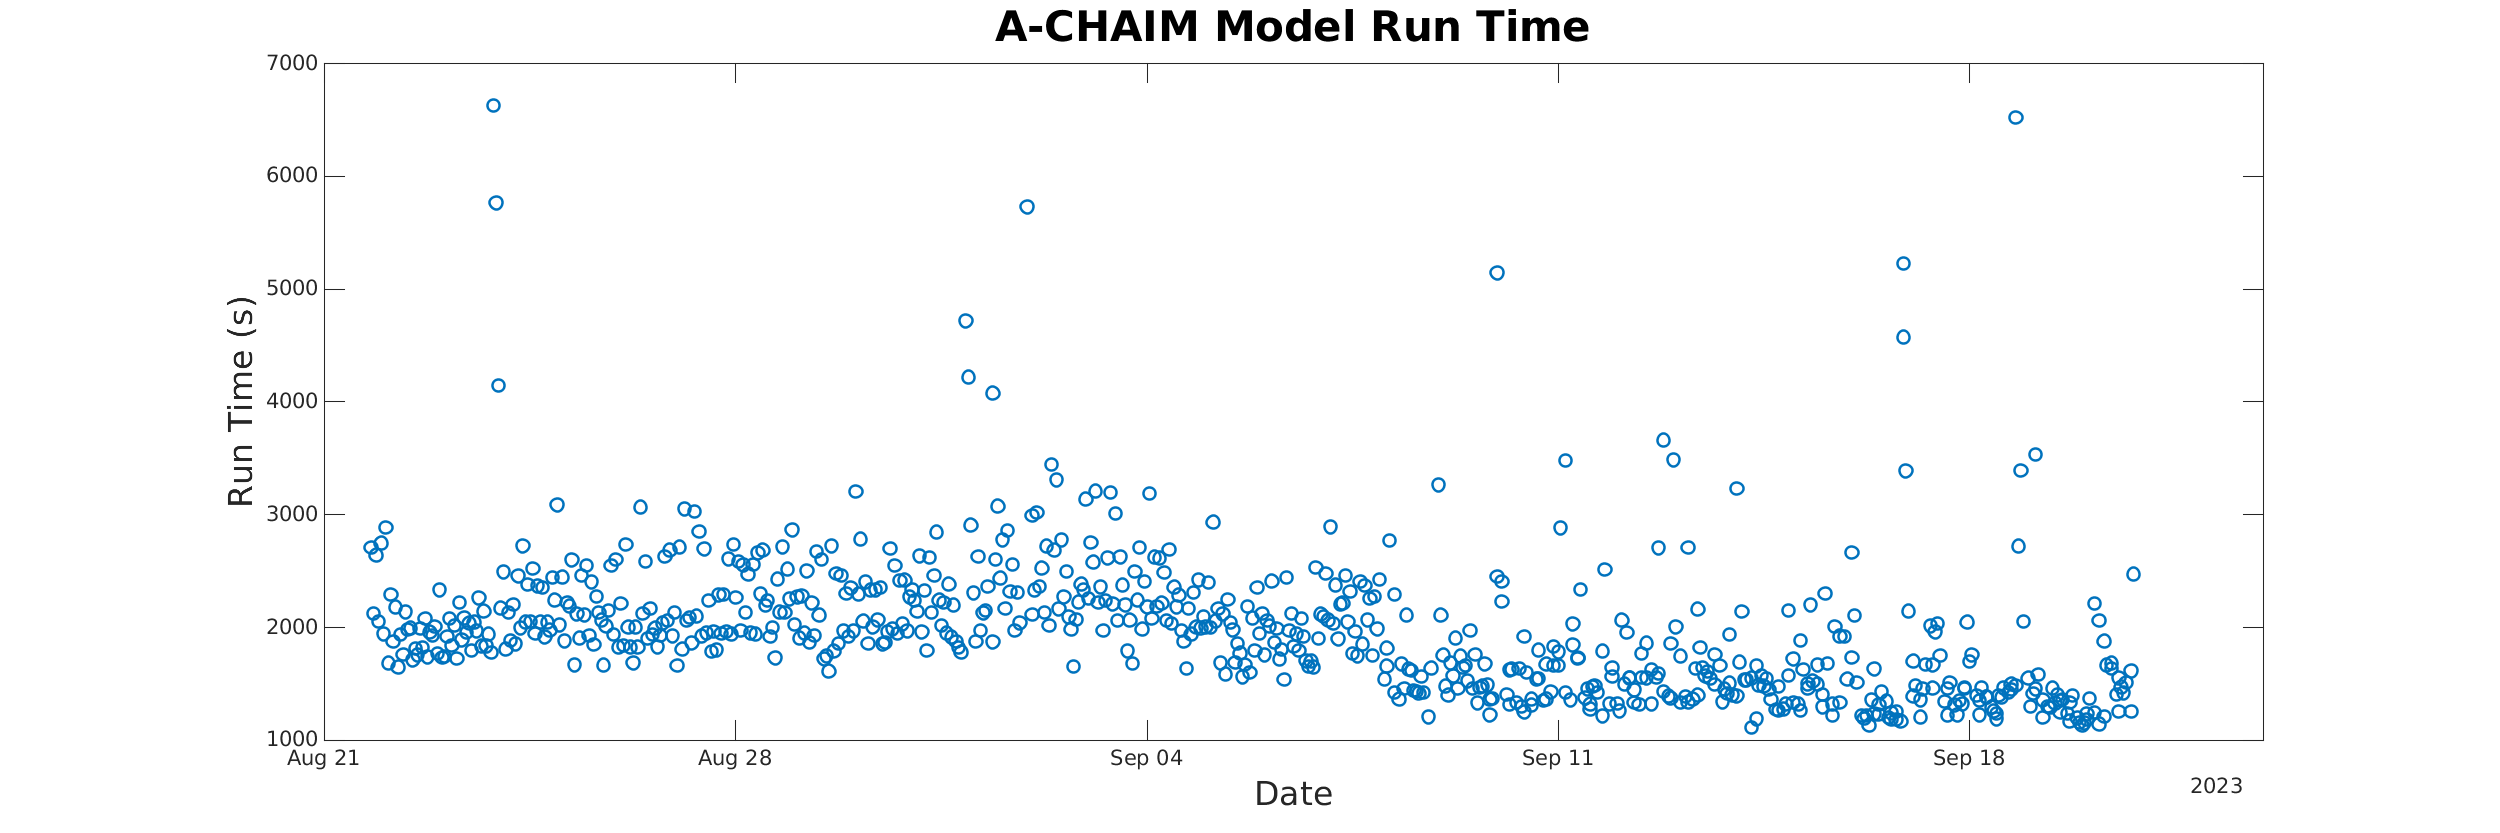 A-CHAIM Model Run Time
7000
6000
5000
4000
3000
2000
1000
Run Time (s)
Aug 21 Aug 28 Sep 04 Sep 11 Sep 18
2023
Date